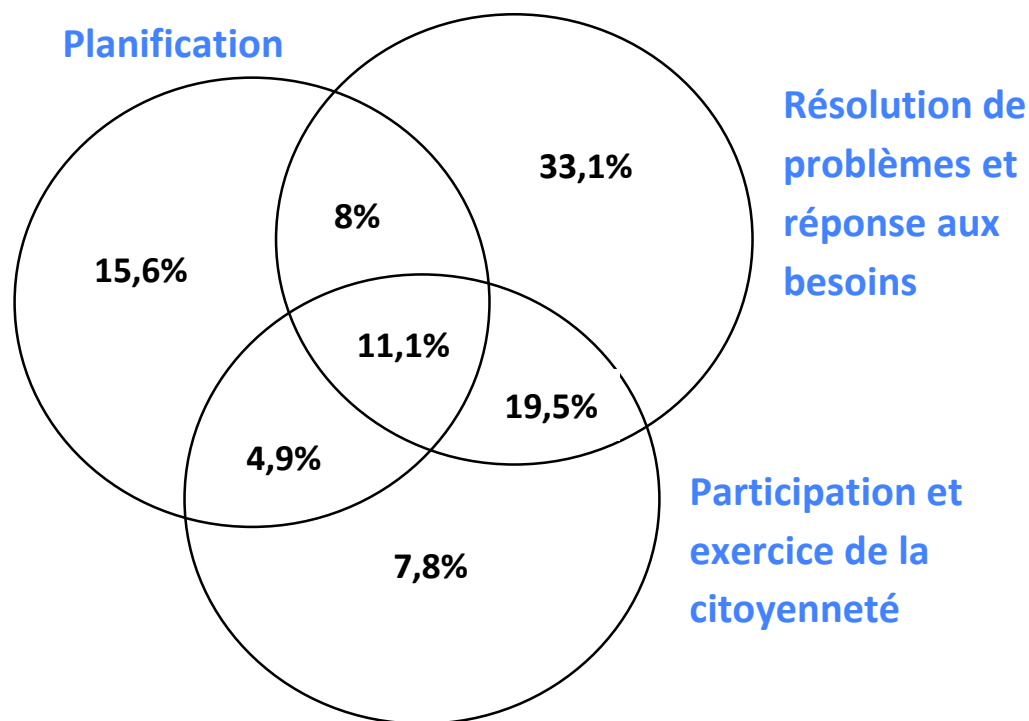 Planification
Résolution de
problèmes et
réponse aux
besoins
33,1%
8%
15,6%
11,1%
19,5%
4,9%
Participation et
exercice de la
citoyenneté
7,8%